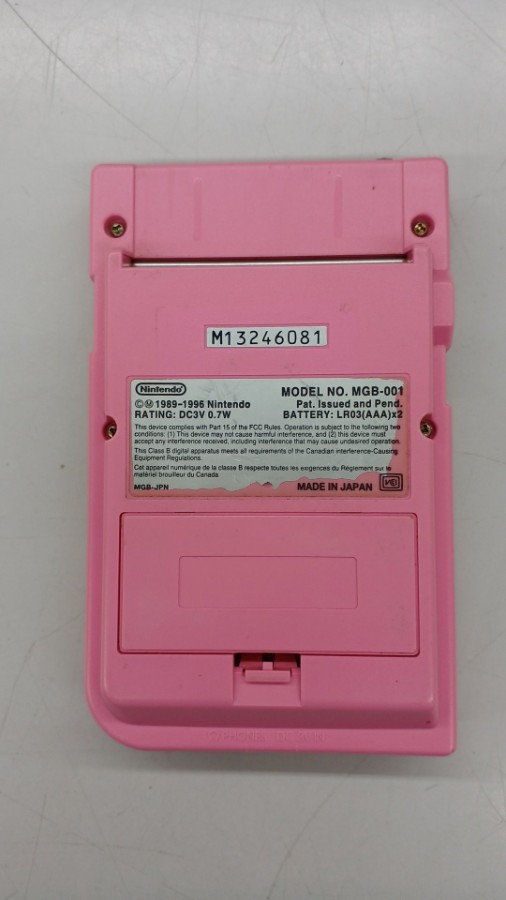 M13246081
Nintendo®
©Ⓜ 1989-1996 Nintendo
MODEL NO. MGB-001
Pat. Issued and Pend.
RATING: DC3V 0.7W
BATTERY: LR03(AAA)x2
This device complies with Part 15 of the FCC Rules. Operation is subject to the following two
conditions: (1) This device may not cause harmful interference, and (2) this device must
accept any interference received, including interference that may cause undesired operation.
This Class B digital apparatus meets all requirements of the Canadian Interference-Causing
Equipment Regulations.
Cet appareil numérique de la classe B respecte toutes les exigences du Règlement sur le
matériel brouilleur du Canada.
MGB-JPN
MADE IN JAPAN